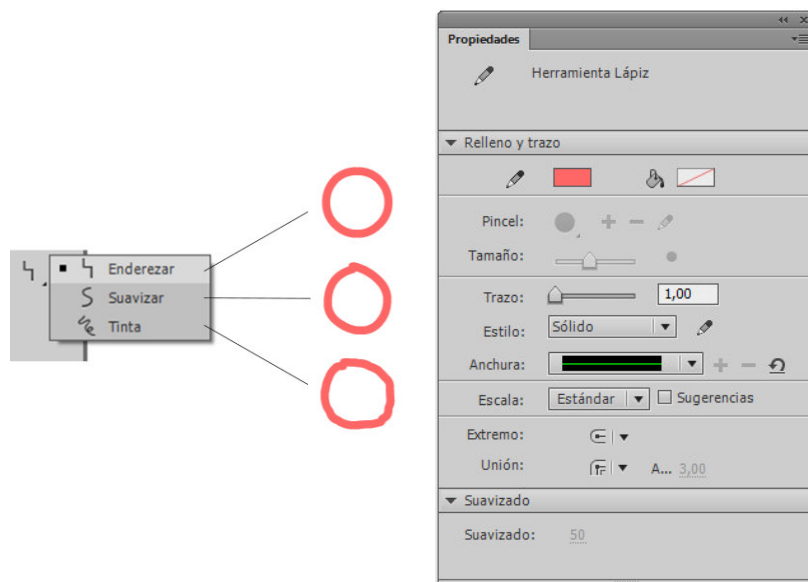 Enderezar
Suavizar
Tinta
Propiedades
Herramienta Lápiz
Relleno y trazo
Pincel:
Tamaño:
Trazo: 1,00
Estilo: Sólido
Anchura:
Escala: Estándar Sugerencias
Extremo:
Unión: A... 3,00
Suavizado
Suavizado: 50